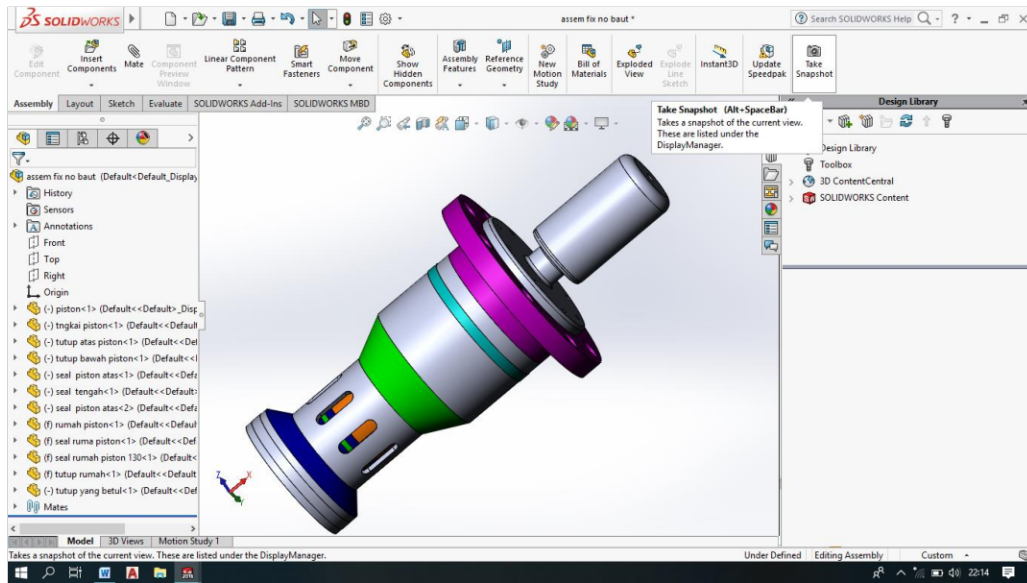 SOLIDWORKS
assem fix no baut *
Search SOLIDWORKS Help
Edit Component
Insert Components
Mate
Component Preview Window
Linear Component Pattern
Smart Fasteners
Move Component
Show Hidden Components
Assembly Features
Reference Geometry
New Motion Study
Bill of Materials
Exploded View
Explode Line Sketch
Instant3D
Update Speedpak
Take Snapshot
Assembly Layout Sketch Evaluate SOLIDWORKS Add-Ins SOLIDWORKS MBD
Take Snapshot (Alt+SpaceBar)
Takes a snapshot of the current view.
These are listed under the
DisplayManager.
Design Library
Design Library
Toolbox
3D ContentCentral
SOLIDWORKS Content
assem fix no baut (Default<Default_Display
History
Sensors
Annotations
Front
Top
Right
Origin
(-) piston<1> (Default<<Default>_Disp
(-) tngkai piston<1> (Default<<Default
(-) tutup atas piston<1> (Default<<Def
(-) tutup bawah piston<1> (Default<<I
(-) seal piston atas<1> (Default<<Defa
(-) seal tengah<1> (Default<<Default>
(-) seal piston atas<2> (Default<<Defa
(f) rumah piston<1> (Default<<Default
(f) seal ruma piston<1> (Default<<Def
(f) seal rumah piston 130<1> (Default<
(f) tutup rumah<1> (Default<<Default
(-) tutup yang betul<1> (Default<<Def
Mates
Z X Y
Model 3D Views Motion Study 1
Takes a snapshot of the current view. These are listed under the DisplayManager.
Under Defined Editing Assembly Custom
22:14